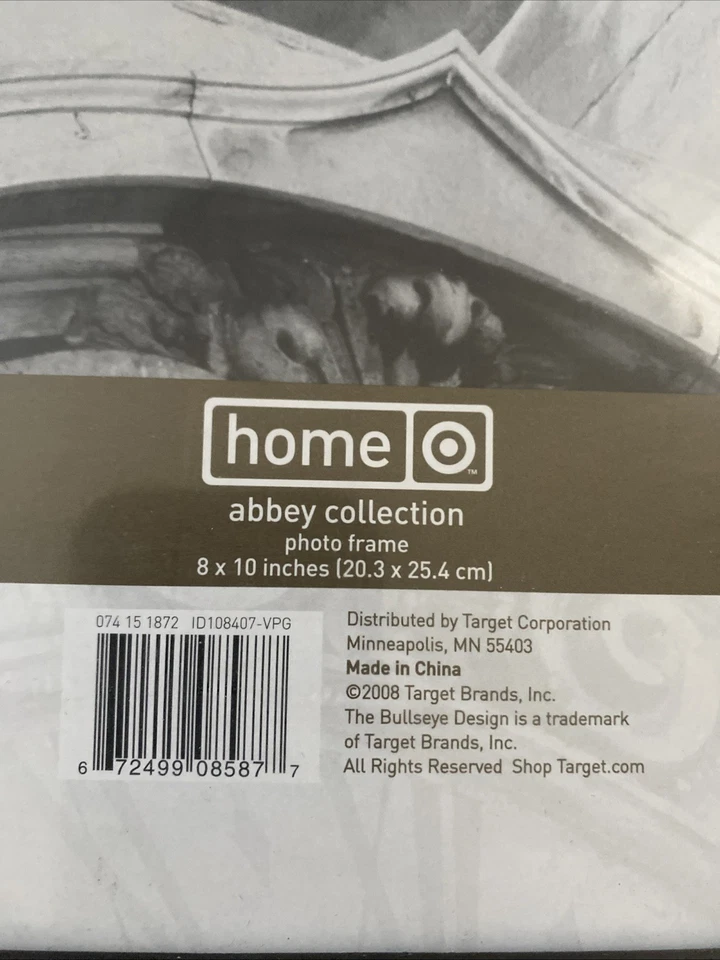 home
TM
abbey collection
photo frame
8 x 10 inches (20.3 x 25.4 cm)
074 15 1872 ID108407-VPG
6 72499 08587 7
Distributed by Target Corporation
Minneapolis, MN 55403
Made in China
©2008 Target Brands, Inc.
The Bullseye Design is a trademark
of Target Brands, Inc.
All Rights Reserved Shop Target.com